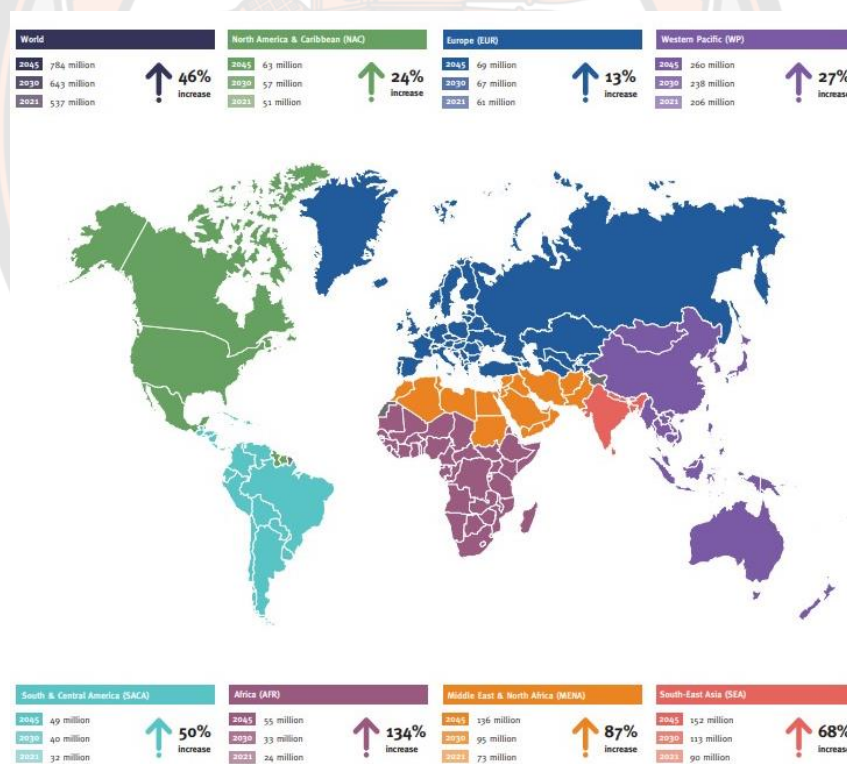 World
2045 784 million
2030 643 million
2021 537 million
46%
increase
North America & Caribbean (NAC)
2045 63 million
2030 57 million
2021 51 million
24%
increase
Europe (EUR)
2045 69 million
2030 67 million
2021 61 million
13%
increase
Western Pacific (WP)
2045 260 million
2030 238 million
2021 206 million
27%
increase
South & Central America (SACA)
2045 49 million
2030 40 million
2021 32 million
50%
increase
Africa (AFR)
2045 55 million
2030 33 million
2021 24 million
134%
increase
Middle East & North Africa (MENA)
2045 136 million
2030 95 million
2021 73 million
87%
increase
South-East Asia (SEA)
2045 152 million
2030 113 million
2021 90 million
68%
increase